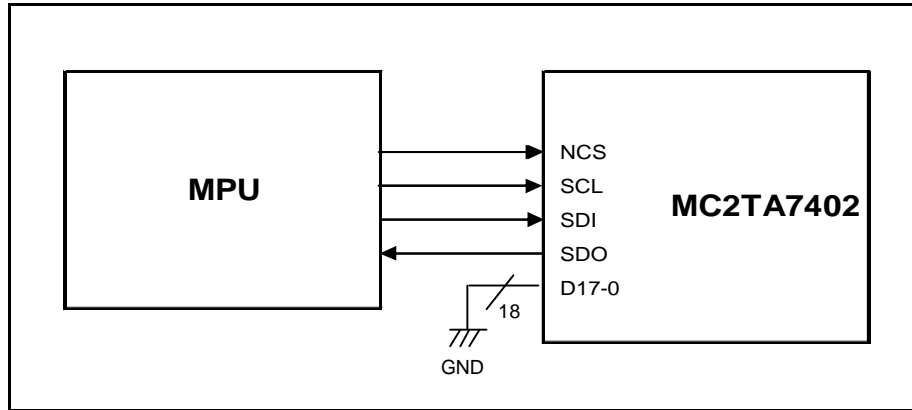 MPU
NCS
SCL
SDI
SDO
D17-0
MC2TA7402
18
GND